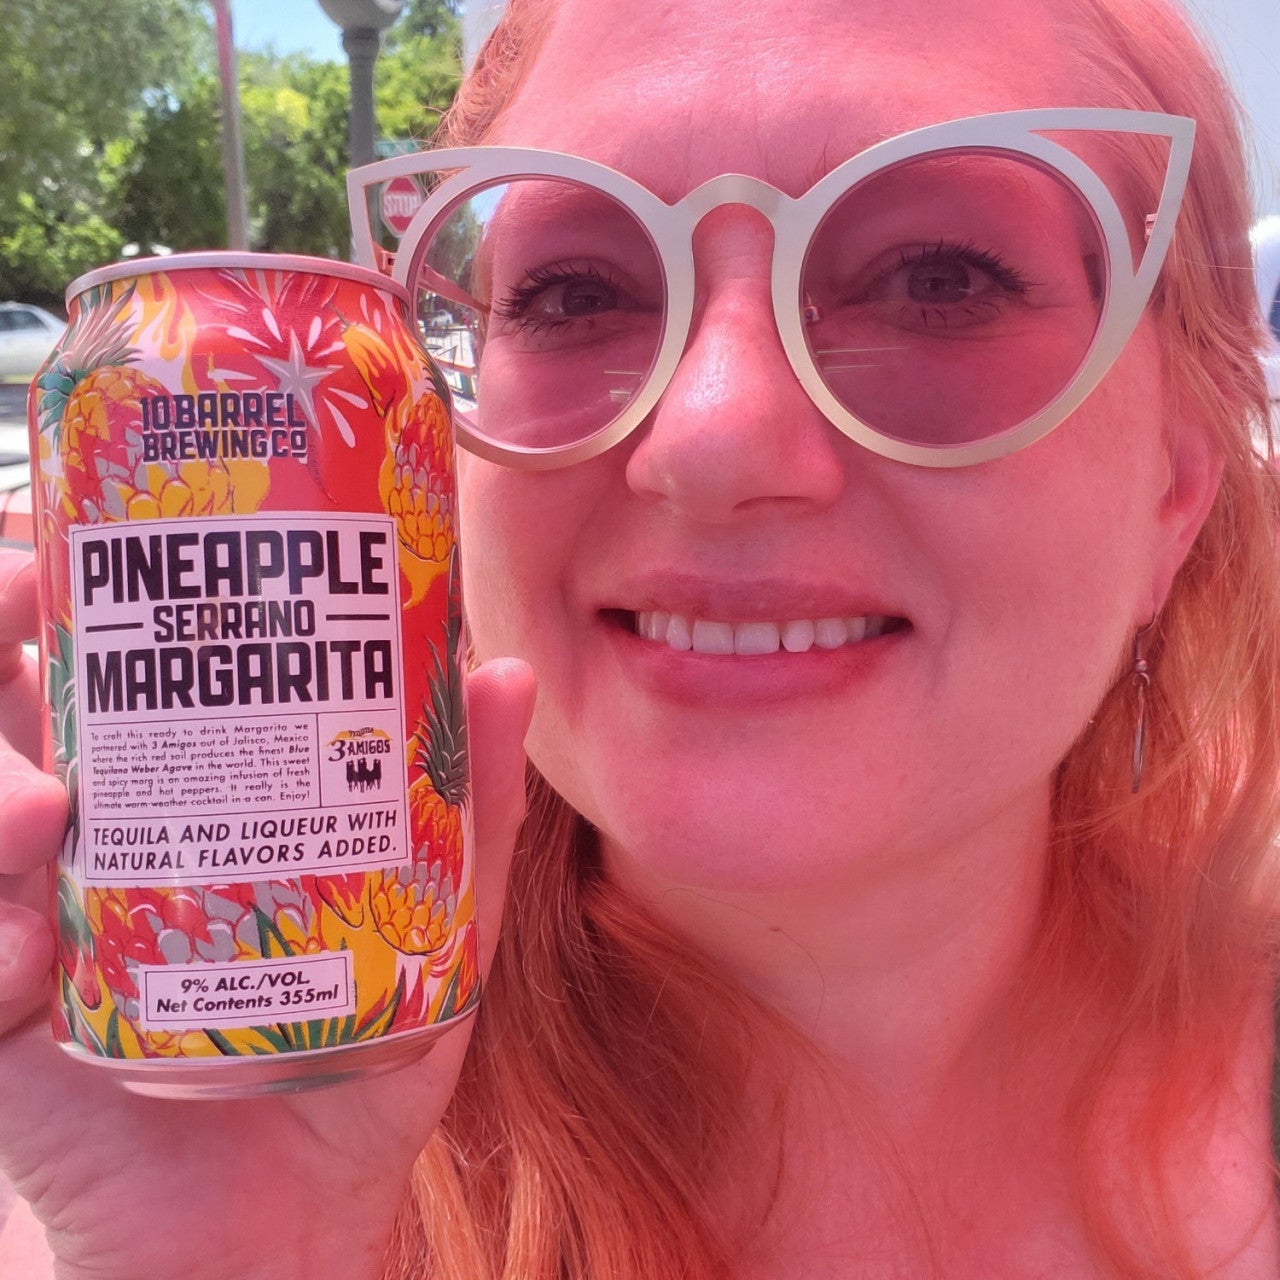 STOP
10 BARREL
BREWING CO
PINEAPPLE
SERRANO
MARGARITA
To craft this ready to drink Margarita we
partnered with 3 Amigos out of Jalisco, Mexico
where the rich red soil produces the finest Blue
Tequilana Weber Agave in the world. This sweet
and spicy marg is an amazing infusion of fresh
pineapple and hot peppers. It really is the
ultimate warm-weather cocktail in a can. Enjoy!
TEQUILA
3 AMIGOS
TEQUILA AND LIQUEUR WITH
NATURAL FLAVORS ADDED.
9% ALC./VOL.
Net Contents 355ml